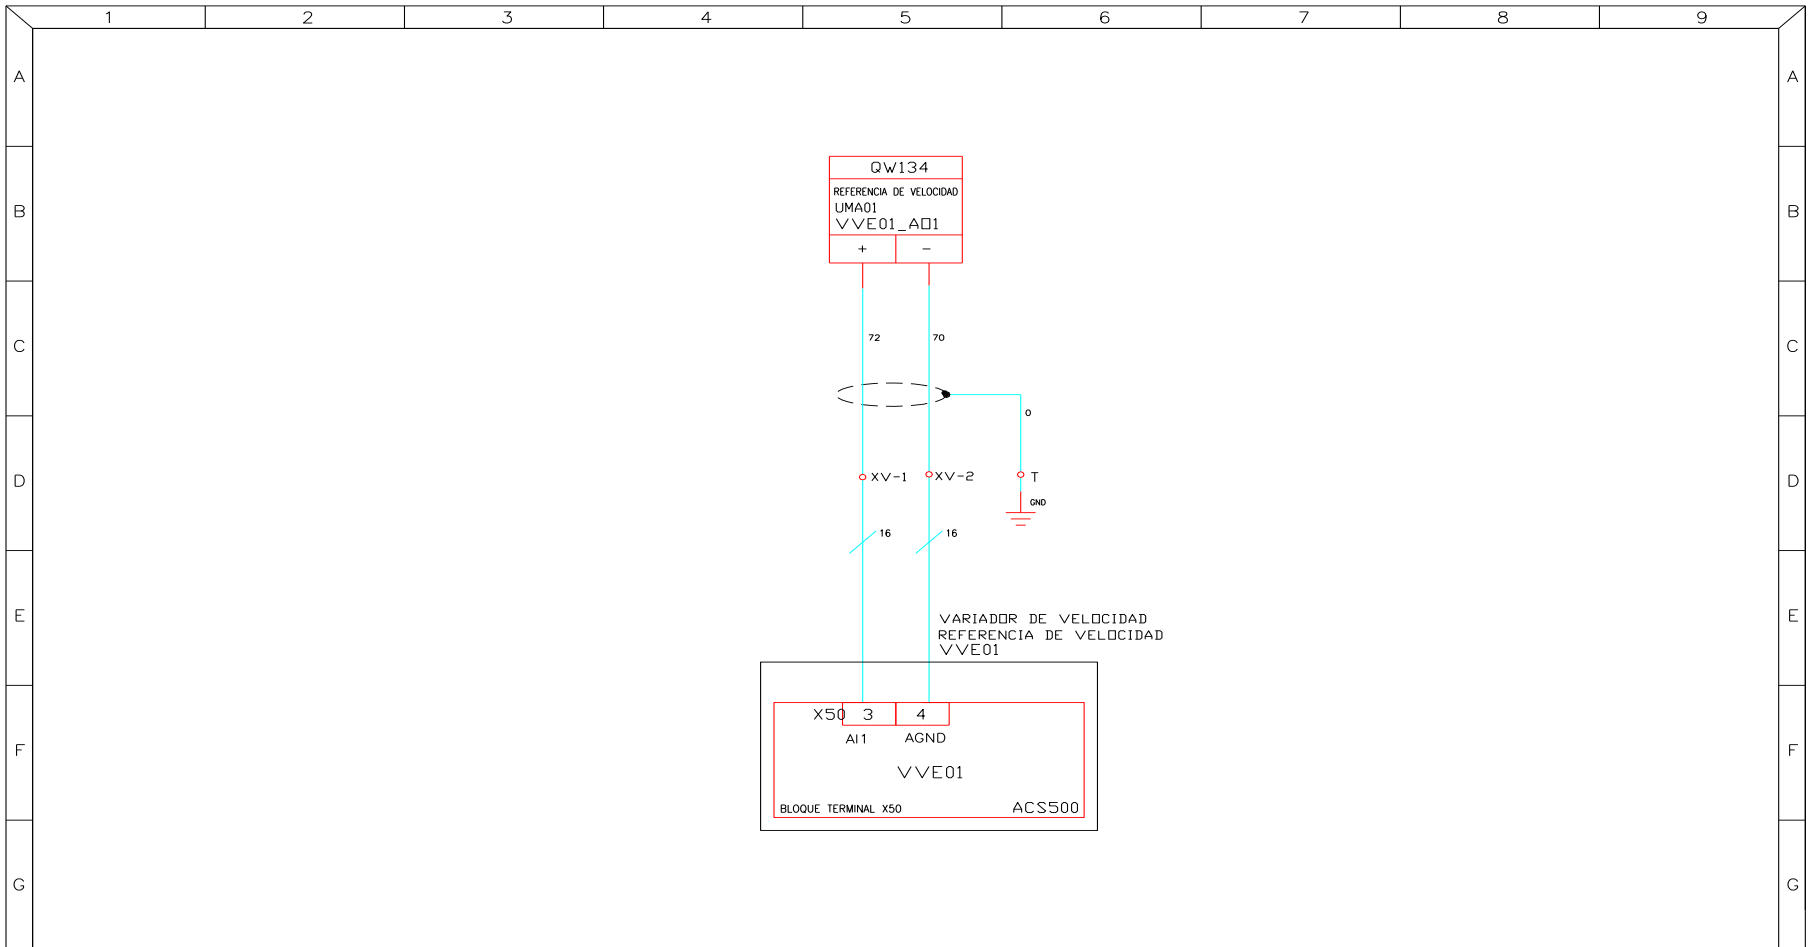 1 2 3 4 5 6 7 8 9
A A
QW134
REFERENCIA DE VELOCIDAD
B UMA01 B
VVE01_AO1
+ -
C 72 70 C
0
D XV-1 XV-2 T D
GND
16 16
E VARIADOR DE VELOCIDAD E
REFERENCIA DE VELOCIDAD
VVE01
X50 3 4
AI1 AGND
F F
VVE01
BLOQUE TERMINAL X50 ACS500
G G